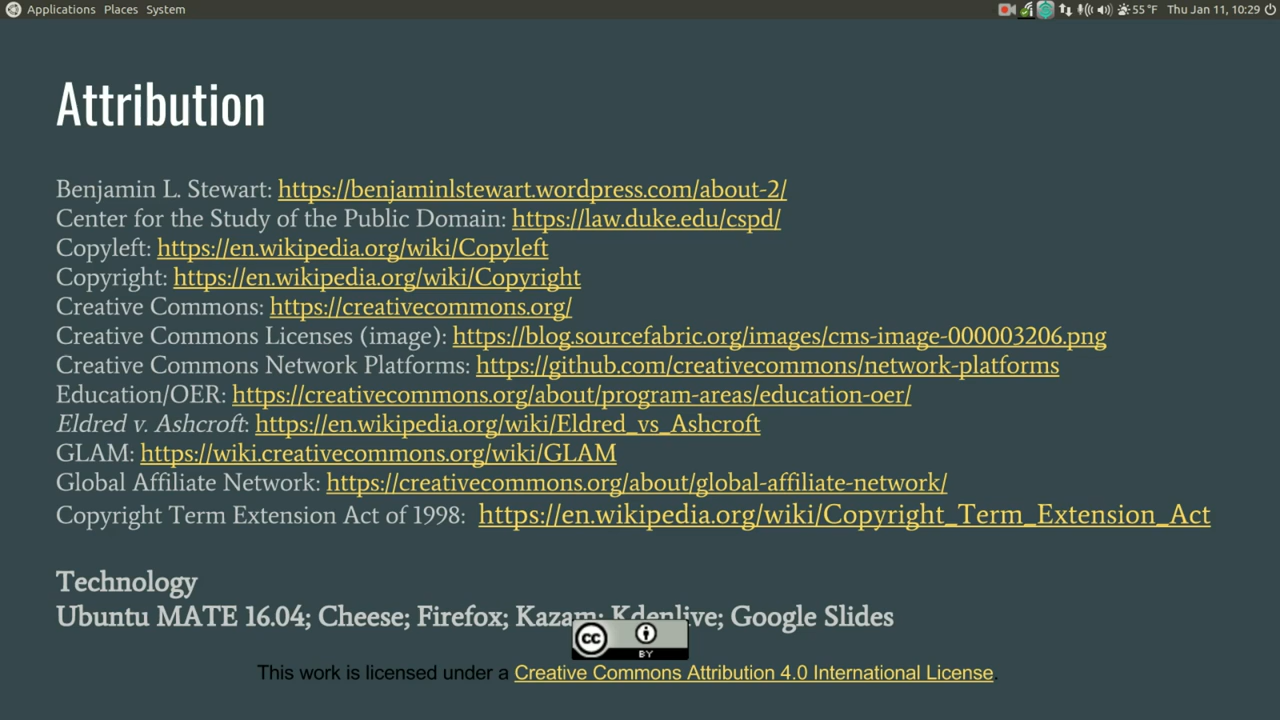 Applications Places System 55 °F Thu Jan 11, 10:29
Attribution
Benjamin L. Stewart: https://benjaminlstewart.wordpress.com/about-2/
Center for the Study of the Public Domain: https://law.duke.edu/cspd/
Copyleft: https://en.wikipedia.org/wiki/Copyleft
Copyright: https://en.wikipedia.org/wiki/Copyright
Creative Commons: https://creativecommons.org/
Creative Commons Licenses (image): https://blog.sourcefabric.org/images/cms-image-000003206.png
Creative Commons Network Platforms: https://github.com/creativecommons/network-platforms
Education/OER: https://creativecommons.org/about/program-areas/education-oer/
Eldred v. Ashcroft: https://en.wikipedia.org/wiki/Eldred_vs_Ashcroft
GLAM: https://wiki.creativecommons.org/wiki/GLAM
Global Affiliate Network: https://creativecommons.org/about/global-affiliate-network/
Copyright Term Extension Act of 1998: https://en.wikipedia.org/wiki/Copyright_Term_Extension_Act
Technology
Ubuntu MATE 16.04; Cheese; Firefox; Kazam; Kdenlive; Google Slides
cc BY
This work is licensed under a Creative Commons Attribution 4.0 International License.